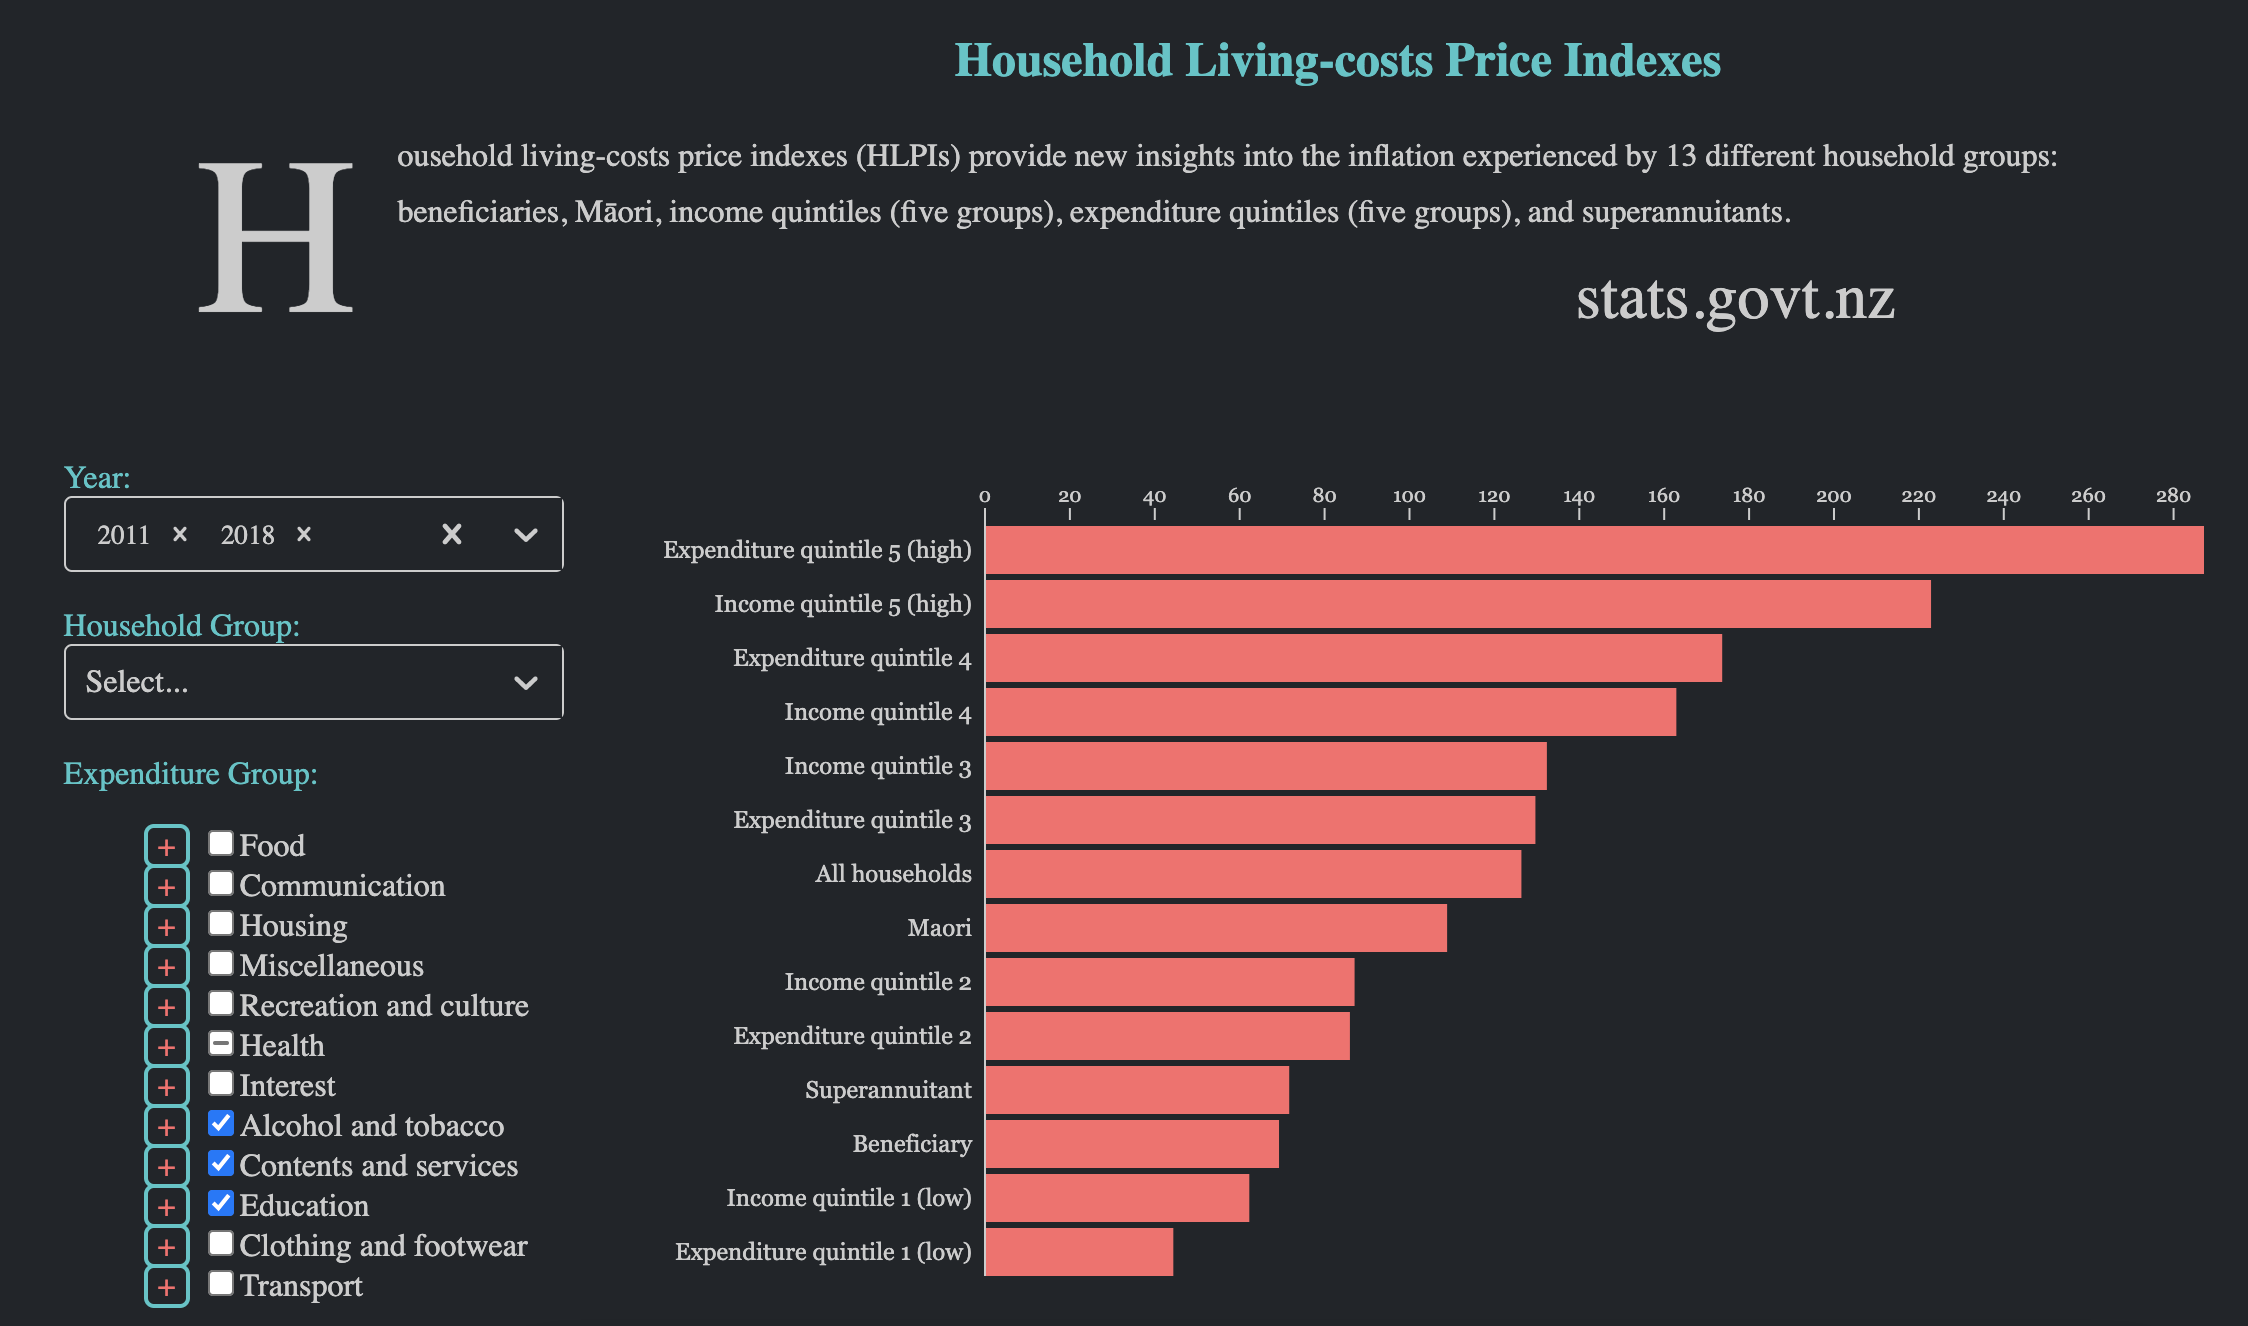 Household Living-costs Price Indexes
Household living-costs price indexes (HLPIs) provide new insights into the inflation experienced by 13 different household groups:
beneficiaries, Māori, income quintiles (five groups), expenditure quintiles (five groups), and superannuitants.
stats.govt.nz
Year:
2011 × 2018 ×
Household Group:
Select...
Expenditure Group:
+ Food
+ Communication
+ Housing
+ Miscellaneous
+ Recreation and culture
+ Health
+ Interest
+ Alcohol and tobacco
+ Contents and services
+ Education
+ Clothing and footwear
+ Transport
0 20 40 60 80 100 120 140 160 180 200 220 240 260 280
Expenditure quintile 5 (high)
Income quintile 5 (high)
Expenditure quintile 4
Income quintile 4
Income quintile 3
Expenditure quintile 3
All households
Maori
Income quintile 2
Expenditure quintile 2
Superannuitant
Beneficiary
Income quintile 1 (low)
Expenditure quintile 1 (low)